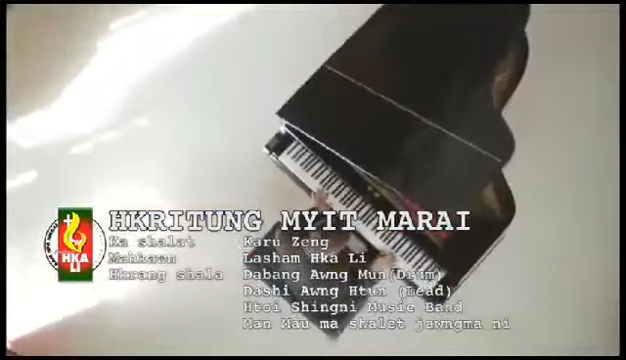 HKRITUNG MYIT MARAI
Ka shalat Karu Zeng
Mahkawn Lasham Hka Li
Hkrang shala Dabang Awng Mun(Drum)
Dashi Awng Htun (Lead)
Htoi Shingni Music Band
Man Mau ma shalat jawngma ni
HKA
LI